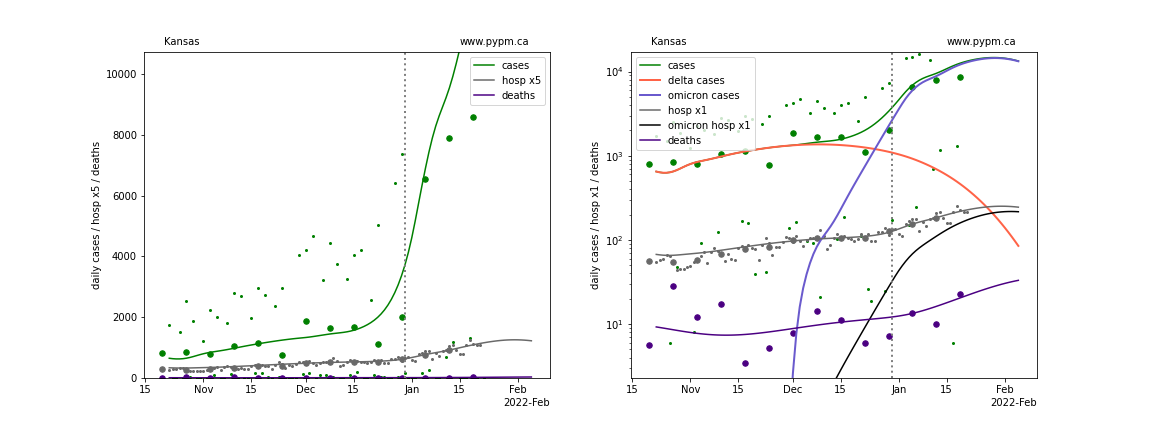 Kansas
www.pypm.ca
cases
hosp x5
deaths
daily cases / hosp x5 / deaths
10000
8000
6000
4000
2000
0
15
Nov
15
Dec
15
Jan
15
Feb
2022-Feb
Kansas
www.pypm.ca
cases
delta cases
omicron cases
hosp x1
omicron hosp x1
deaths
daily cases / hosp x1 / deaths
10⁴
10³
10²
10¹
15
Nov
15
Dec
15
Jan
15
Feb
2022-Feb